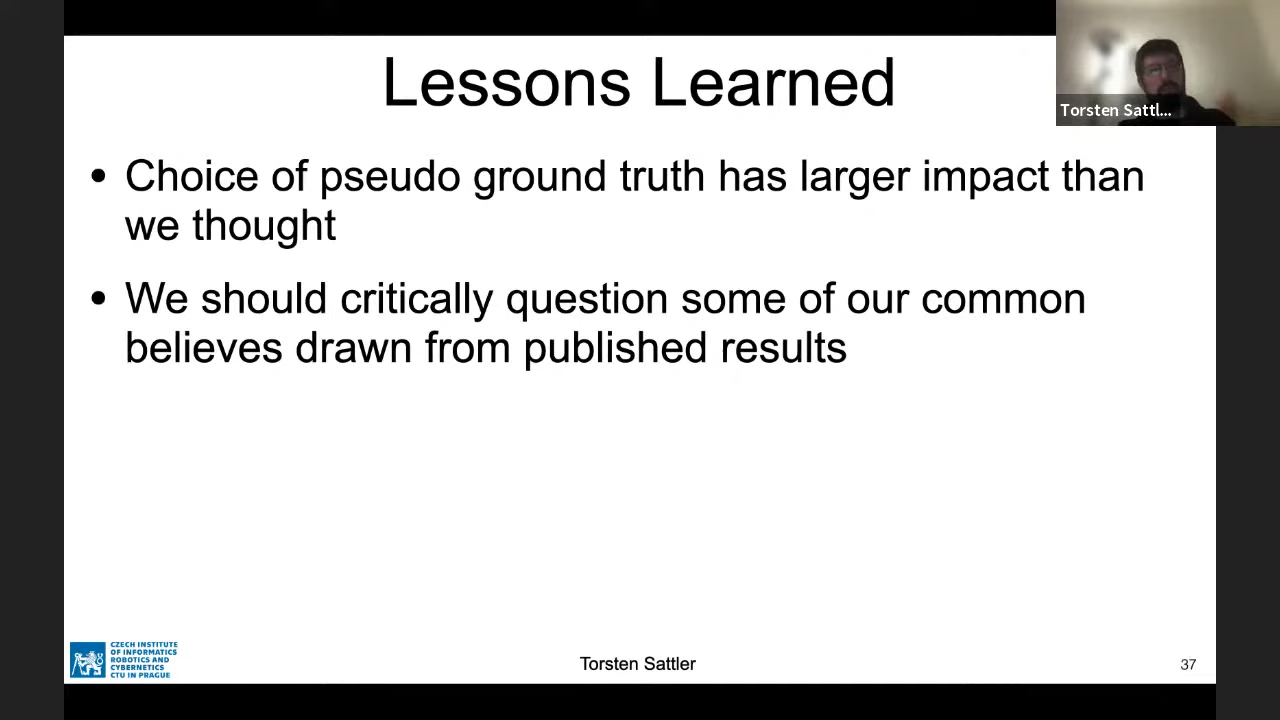 Lessons Learned
Torsten Sattl...
• Choice of pseudo ground truth has larger impact than
we thought
• We should critically question some of our common
believes drawn from published results
CZECH INSTITUTE
OF INFORMATICS
ROBOTICS AND
CYBERNETICS
CTU IN PRAGUE
Torsten Sattler
37